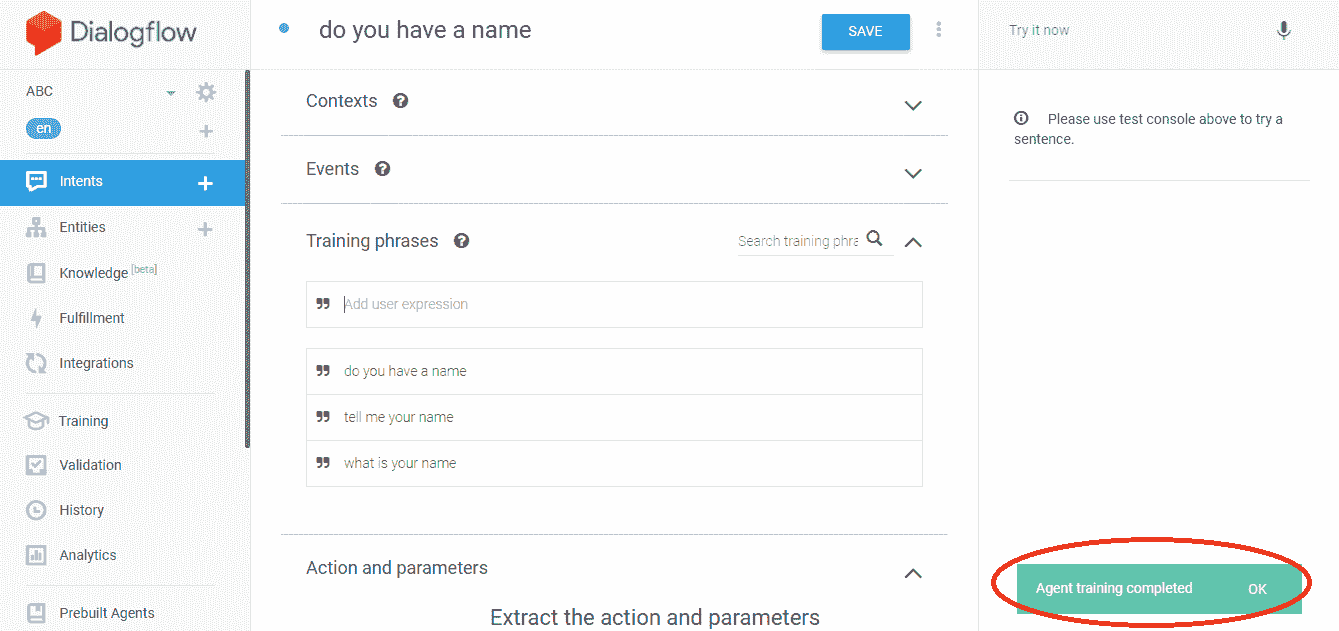 Dialogflow
ABC
en
Intents
Entities
Knowledge [beta]
Fulfillment
Integrations
Training
Validation
History
Analytics
Prebuilt Agents
do you have a name
SAVE
Contexts ?
Events ?
Training phrases ?
Search training phra
Add user expression
do you have a name
tell me your name
what is your name
Action and parameters
Extract the action and parameters
Try it now
Please use test console above to try a
sentence.
Agent training completed OK